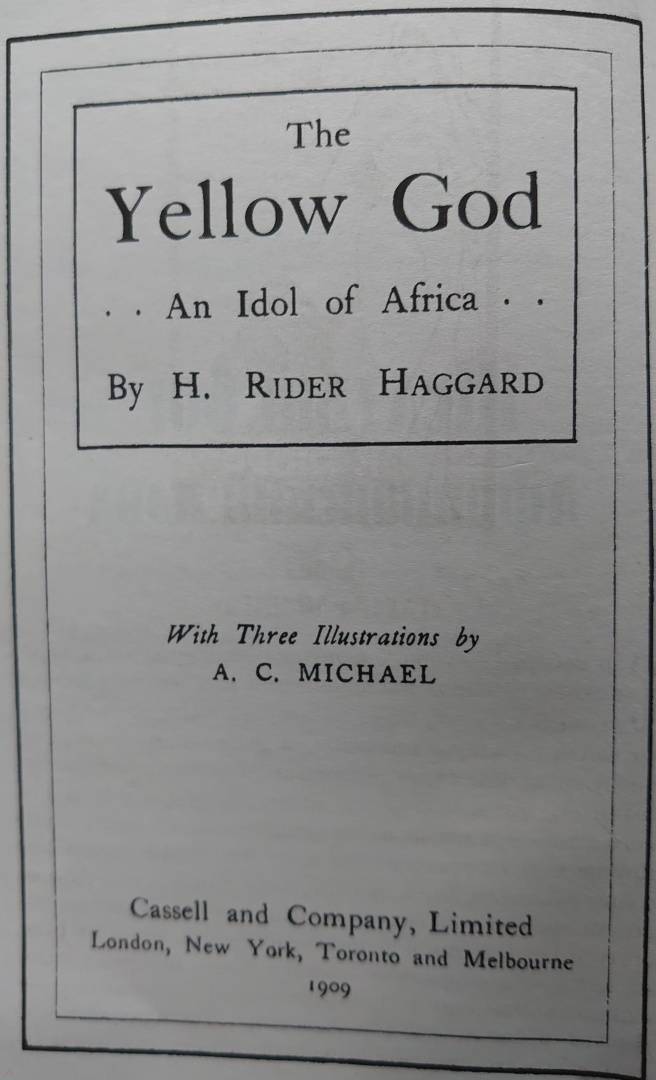 The
Yellow God
. . An Idol of Africa . .
By H. RIDER HAGGARD
With Three Illustrations by
A. C. MICHAEL
Cassell and Company, Limited
London, New York, Toronto and Melbourne
1909